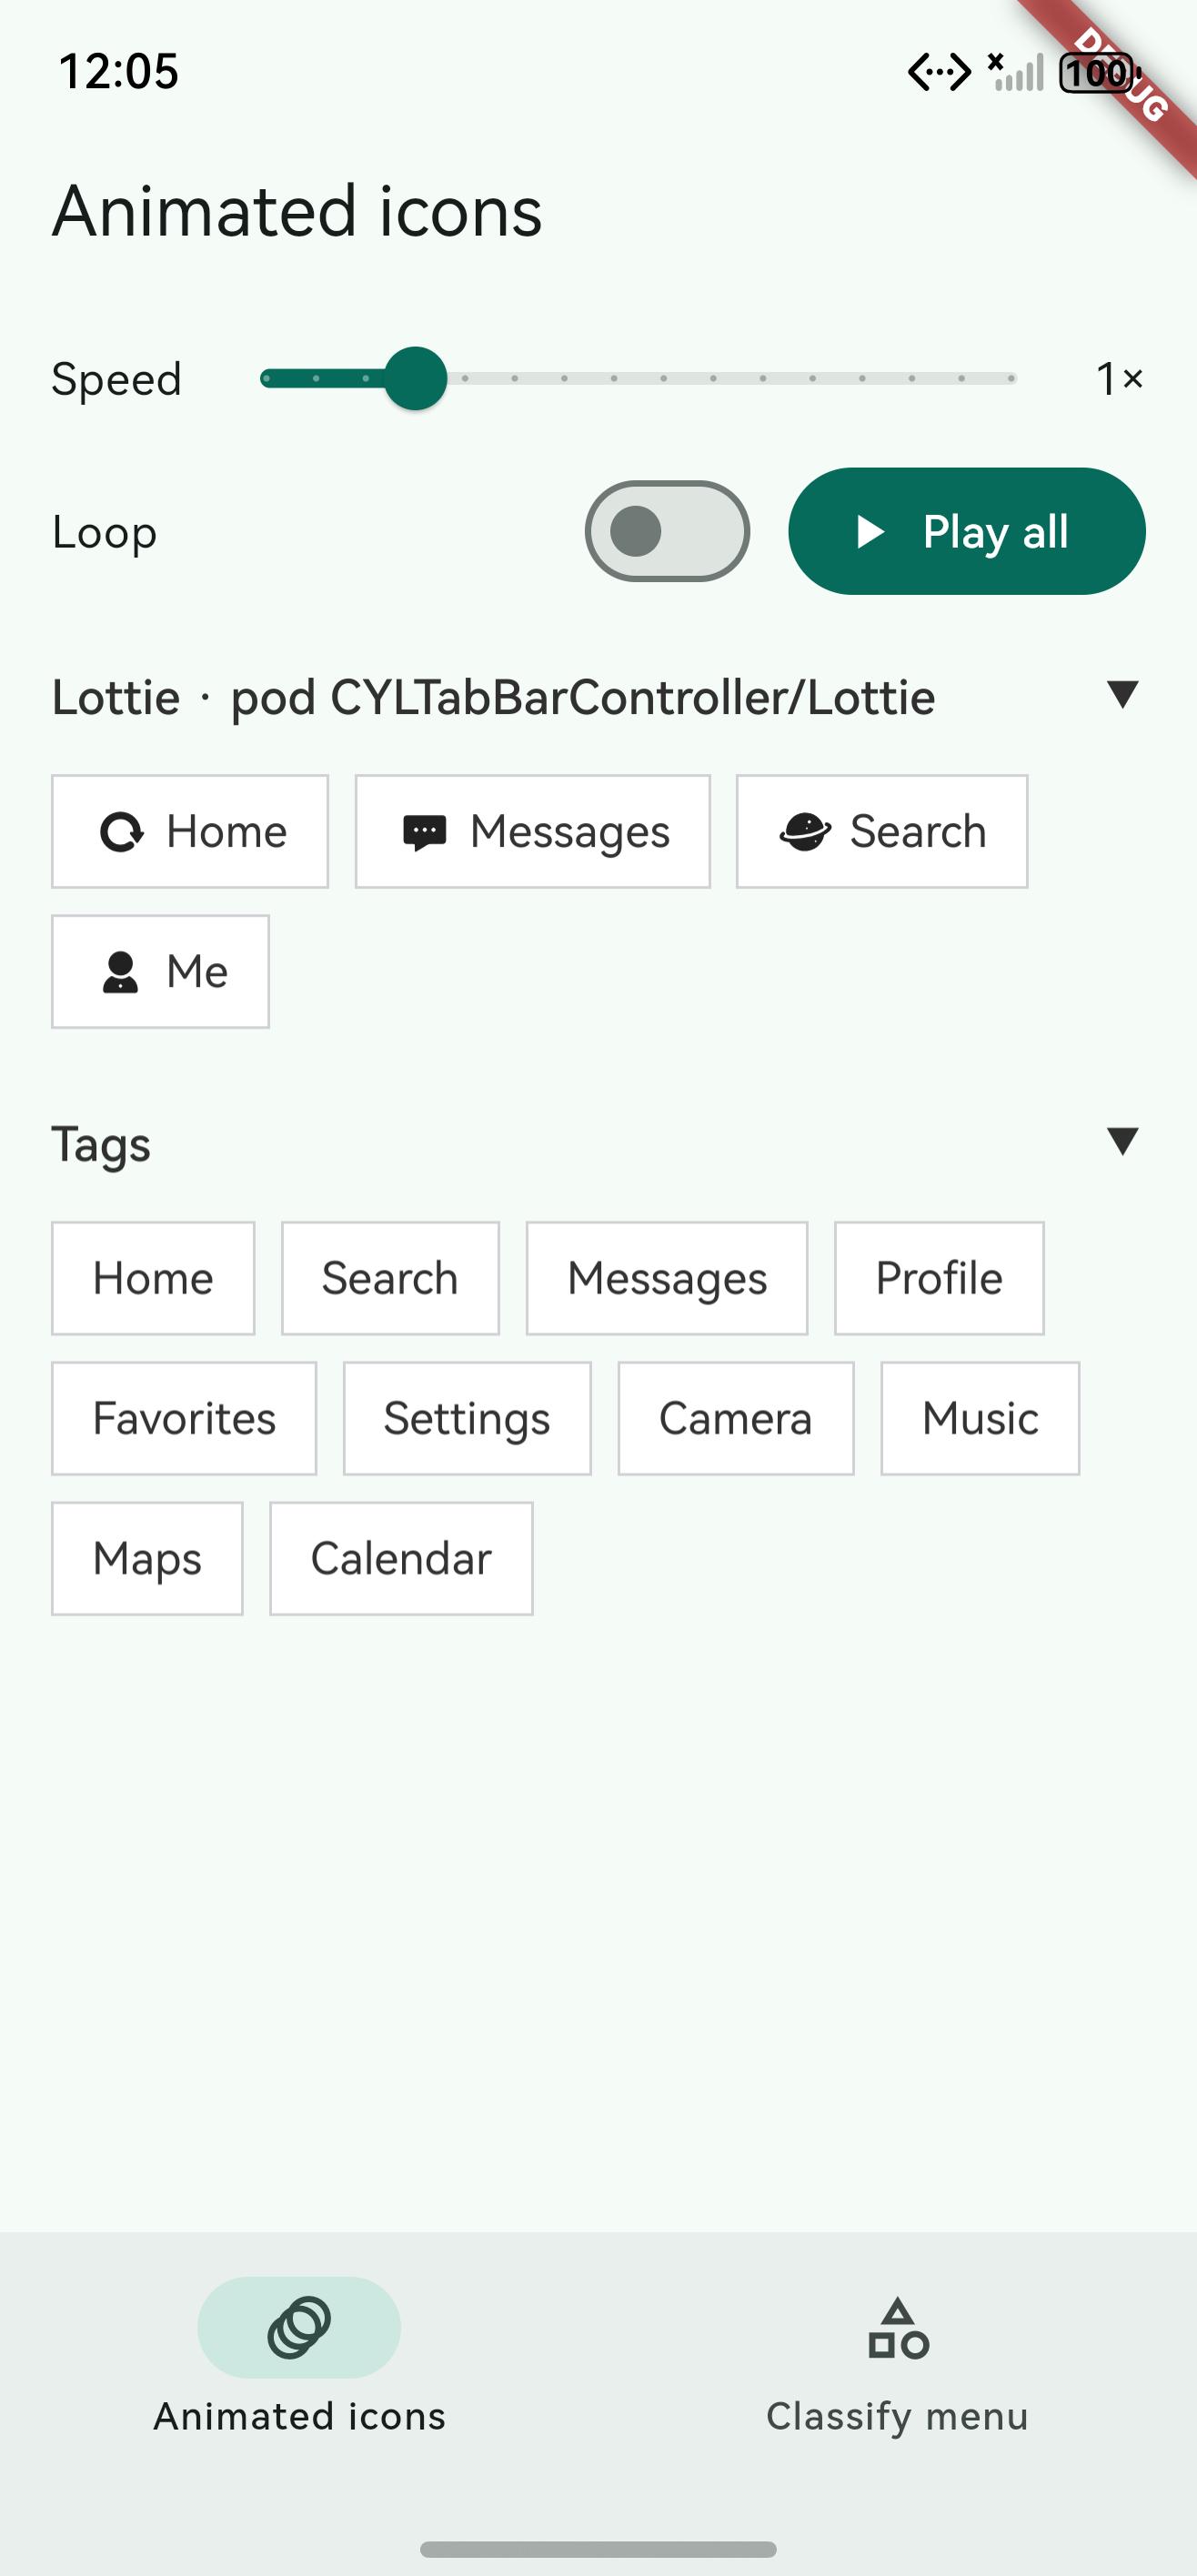 12:05
100
DEBUG
Animated icons
Speed
1×
Loop
Play all
Lottie · pod CYLTabBarController/Lottie
Home
Messages
Search
Me
Tags
Home
Search
Messages
Profile
Favorites
Settings
Camera
Music
Maps
Calendar
Animated icons
Classify menu